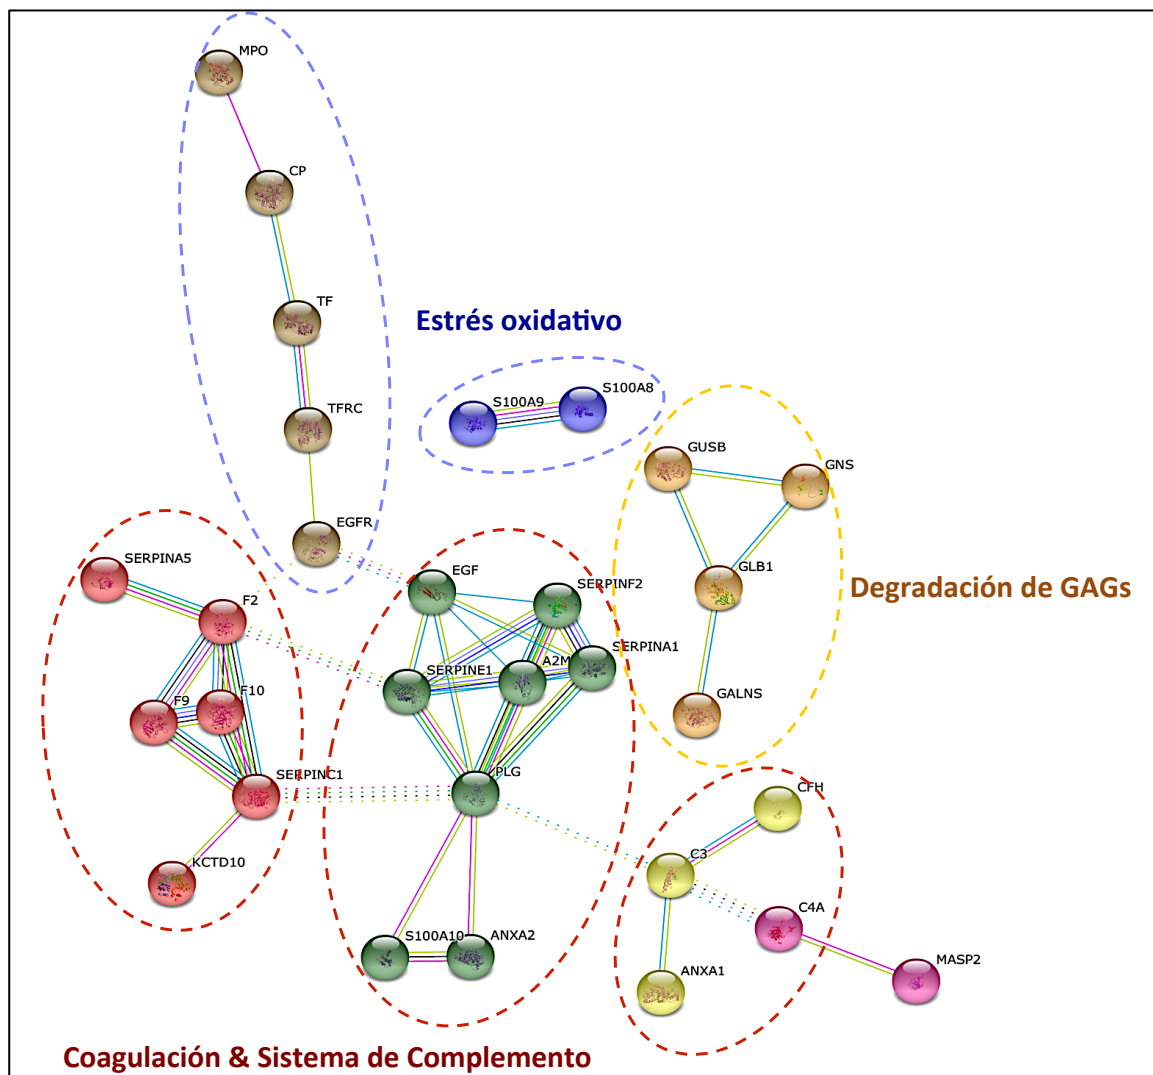 MPO
CP
TF
Estrés oxidativo
TFRC
S100A9
S100A8
GUSB
GNS
EGFR
SERPINA5
EGF
SERPINF2
GLB1
Degradación de GAGs
F2
SERPINE1
A2M
SERPINA1
F9
F10
GALNS
SERPINC1
PLG
CFH
KCTD10
C3
C4A
S100A10
ANXA2
ANXA1
MASP2
Coagulación & Sistema de Complemento